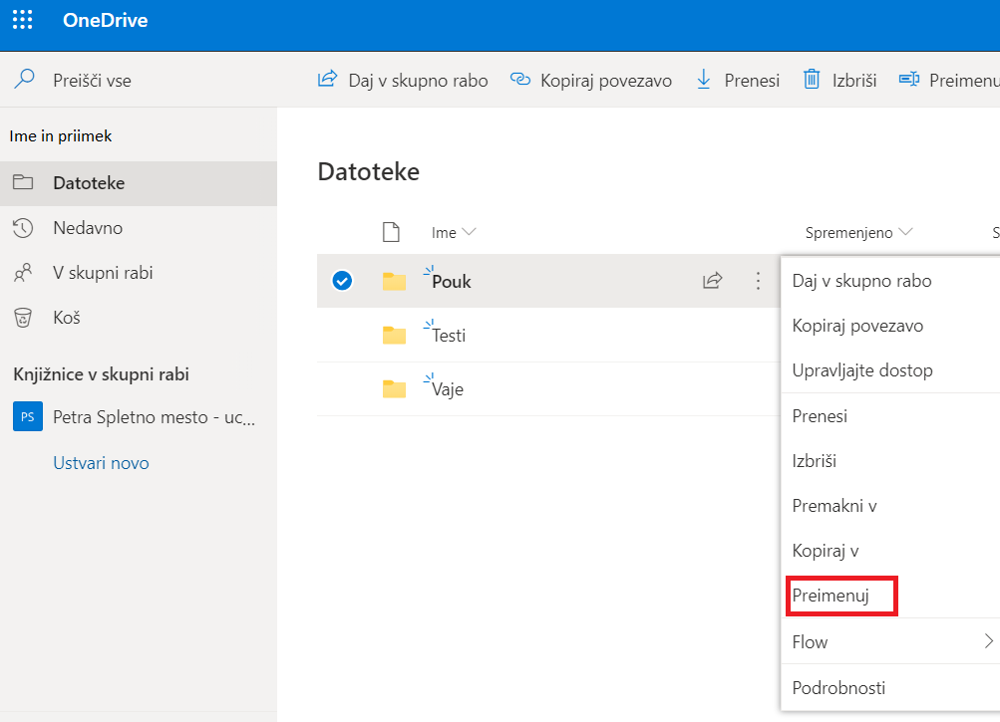 OneDrive
Preišči vse
Daj v skupno rabo
Kopiraj povezavo
Prenesi
Izbriši
Preimenu
Ime in priimek
Datoteke
Nedavno
V skupni rabi
Koš
Knjižnice v skupni rabi
PS
Petra Spletno mesto - uc...
Ustvari novo
Datoteke
Ime
Spremenjeno
S
Pouk
Testi
Vaje
Daj v skupno rabo
Kopiraj povezavo
Upravljajte dostop
Prenesi
Izbriši
Premakni v
Kopiraj v
Preimenuj
Flow
Podrobnosti